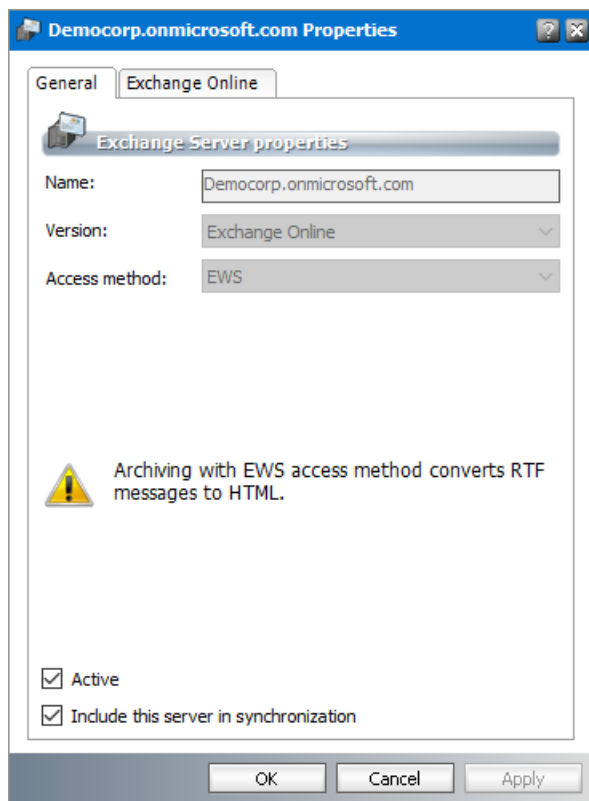 Democorp.onmicrosoft.com Properties
General
Exchange Online
Exchange Server properties
Name:
Democorp.onmicrosoft.com
Version:
Exchange Online
Access method:
EWS
Archiving with EWS access method converts RTF
messages to HTML.
Active
Include this server in synchronization
OK
Cancel
Apply